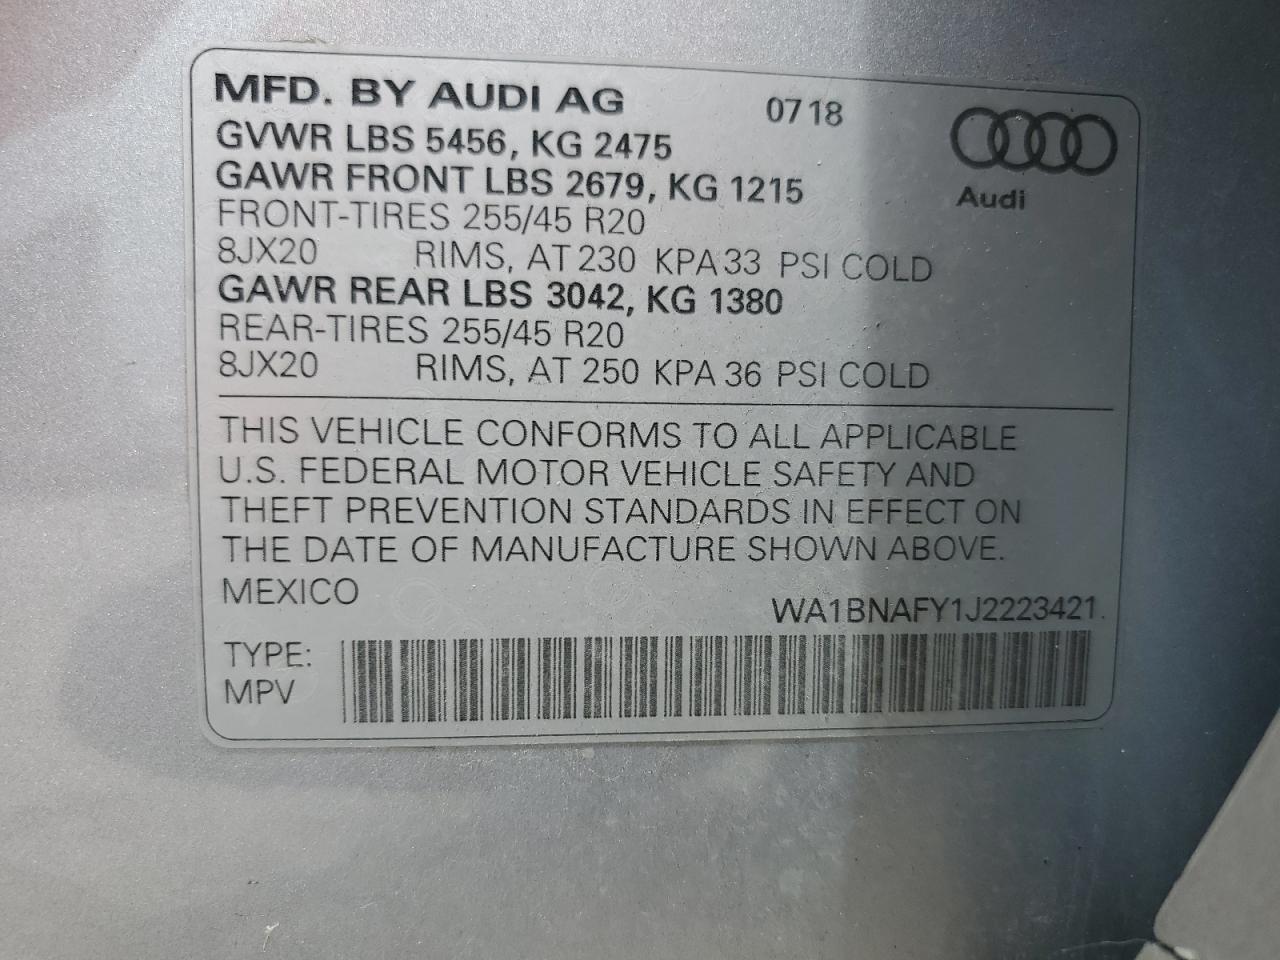 MFD. BY AUDI AG 0718
GVWR LBS 5456, KG 2475
GAWR FRONT LBS 2679, KG 1215
Audi
FRONT-TIRES 255/45 R20
8JX20 RIMS, AT 230 KPA 33 PSI COLD
GAWR REAR LBS 3042, KG 1380
REAR-TIRES 255/45 R20
8JX20 RIMS, AT 250 KPA 36 PSI COLD
THIS VEHICLE CONFORMS TO ALL APPLICABLE
U.S. FEDERAL MOTOR VEHICLE SAFETY AND
THEFT PREVENTION STANDARDS IN EFFECT ON
THE DATE OF MANUFACTURE SHOWN ABOVE.
MEXICO
WA1BNAFY1J2223421
TYPE:
MPV